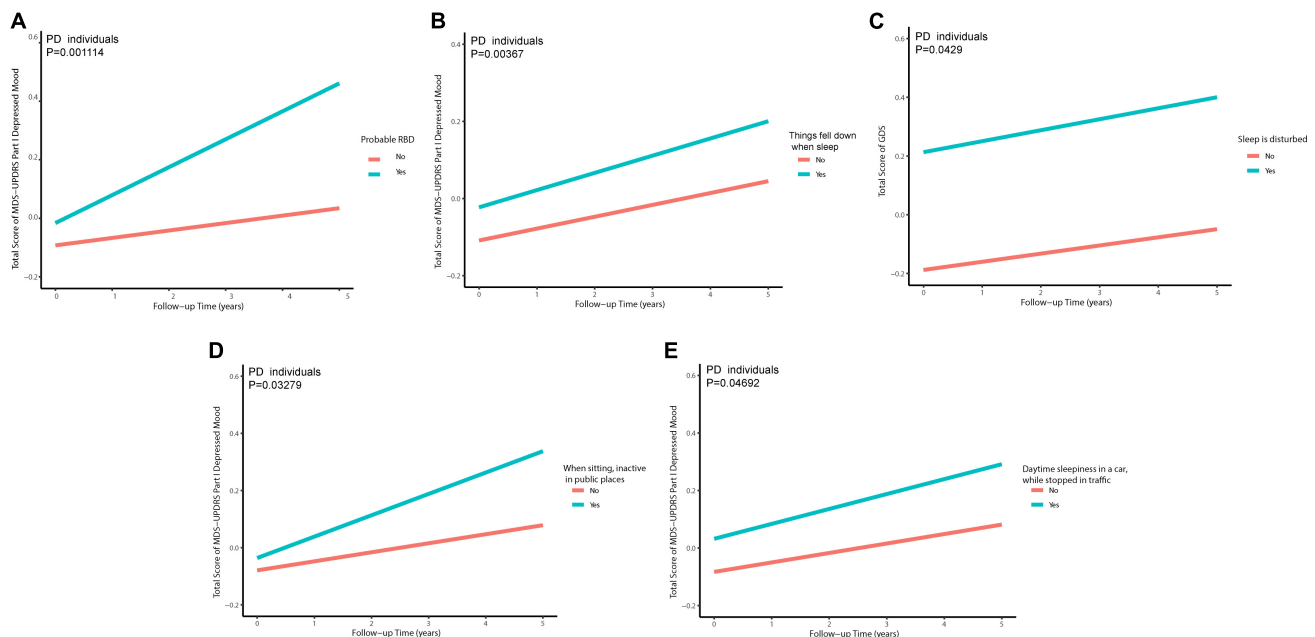 A
PD individuals
P=0.001114
Total Score of MDS−UPDRS Part I Depressed Mood
0.6
0.4
0.2
0.0
−0.2
0 1 2 3 4 5
Follow−up Time (years)
Probable RBD
No
Yes
B
PD individuals
P=0.00367
Total Score of MDS−UPDRS Part I Depressed Mood
0.4
0.2
0.0
−0.2
0 1 2 3 4 5
Follow−up Time (years)
Things fell down
when sleep
No
Yes
C
PD individuals
P=0.0429
Total Score of GDS
0.6
0.4
0.2
0.0
−0.2
0 1 2 3 4 5
Follow−up Time (years)
Sleep is disturbed
No
Yes
D
PD individuals
P=0.03279
Total Score of MDS−UPDRS Part I Depressed Mood
0.6
0.4
0.2
0.0
−0.2
0 1 2 3 4 5
Follow−up Time (years)
When sitting, inactive
in public places
No
Yes
E
PD individuals
P=0.04692
Total Score of MDS−UPDRS Part I Depressed Mood
0.6
0.4
0.2
0.0
−0.2
0 1 2 3 4 5
Follow−up Time (years)
Daytime sleepiness in a car,
while stopped in traffic
No
Yes